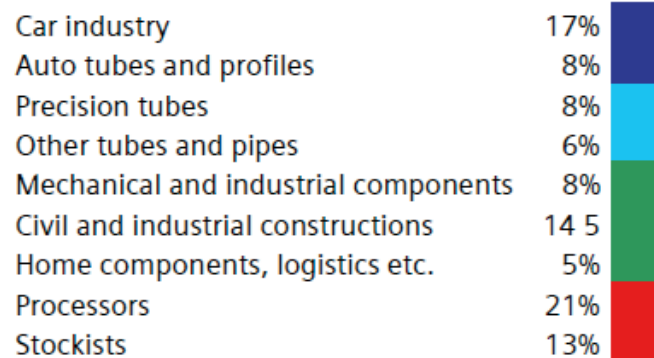 Car industry 17%
Auto tubes and profiles 8%
Precision tubes 8%
Other tubes and pipes 6%
Mechanical and industrial components 8%
Civil and industrial constructions 14 5
Home components, logistics etc. 5%
Processors 21%
Stockists 13%